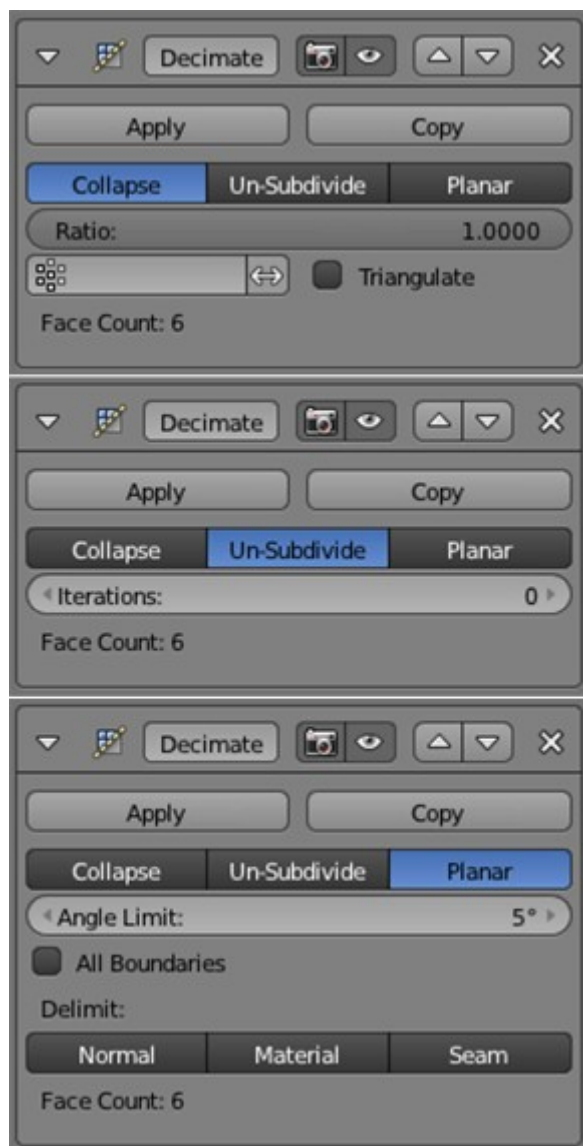 Decimate
Apply Copy
Collapse Un-Subdivide Planar
Ratio: 1.0000
Triangulate
Face Count: 6
Decimate
Apply Copy
Collapse Un-Subdivide Planar
Iterations: 0
Face Count: 6
Decimate
Apply Copy
Collapse Un-Subdivide Planar
Angle Limit: 5°
All Boundaries
Delimit:
Normal Material Seam
Face Count: 6